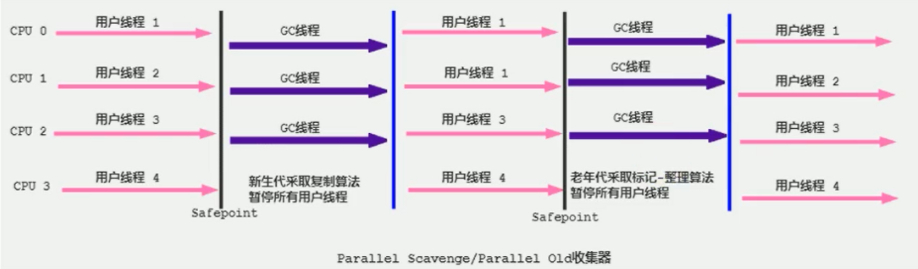 CPU 0 用户线程 1 GC线程 用户线程 1 GC线程 用户线程 1
CPU 1 用户线程 2 GC线程 用户线程 1 GC线程 用户线程 2
CPU 2 用户线程 3 GC线程 用户线程 3 GC线程 用户线程 3
CPU 3 用户线程 4 新生代采取复制算法 用户线程 4 老年代采取标记-整理算法 用户线程 4
暂停所有用户线程 暂停所有用户线程
Safepoint Safepoint
Parallel Scavenge/Parallel Old收集器